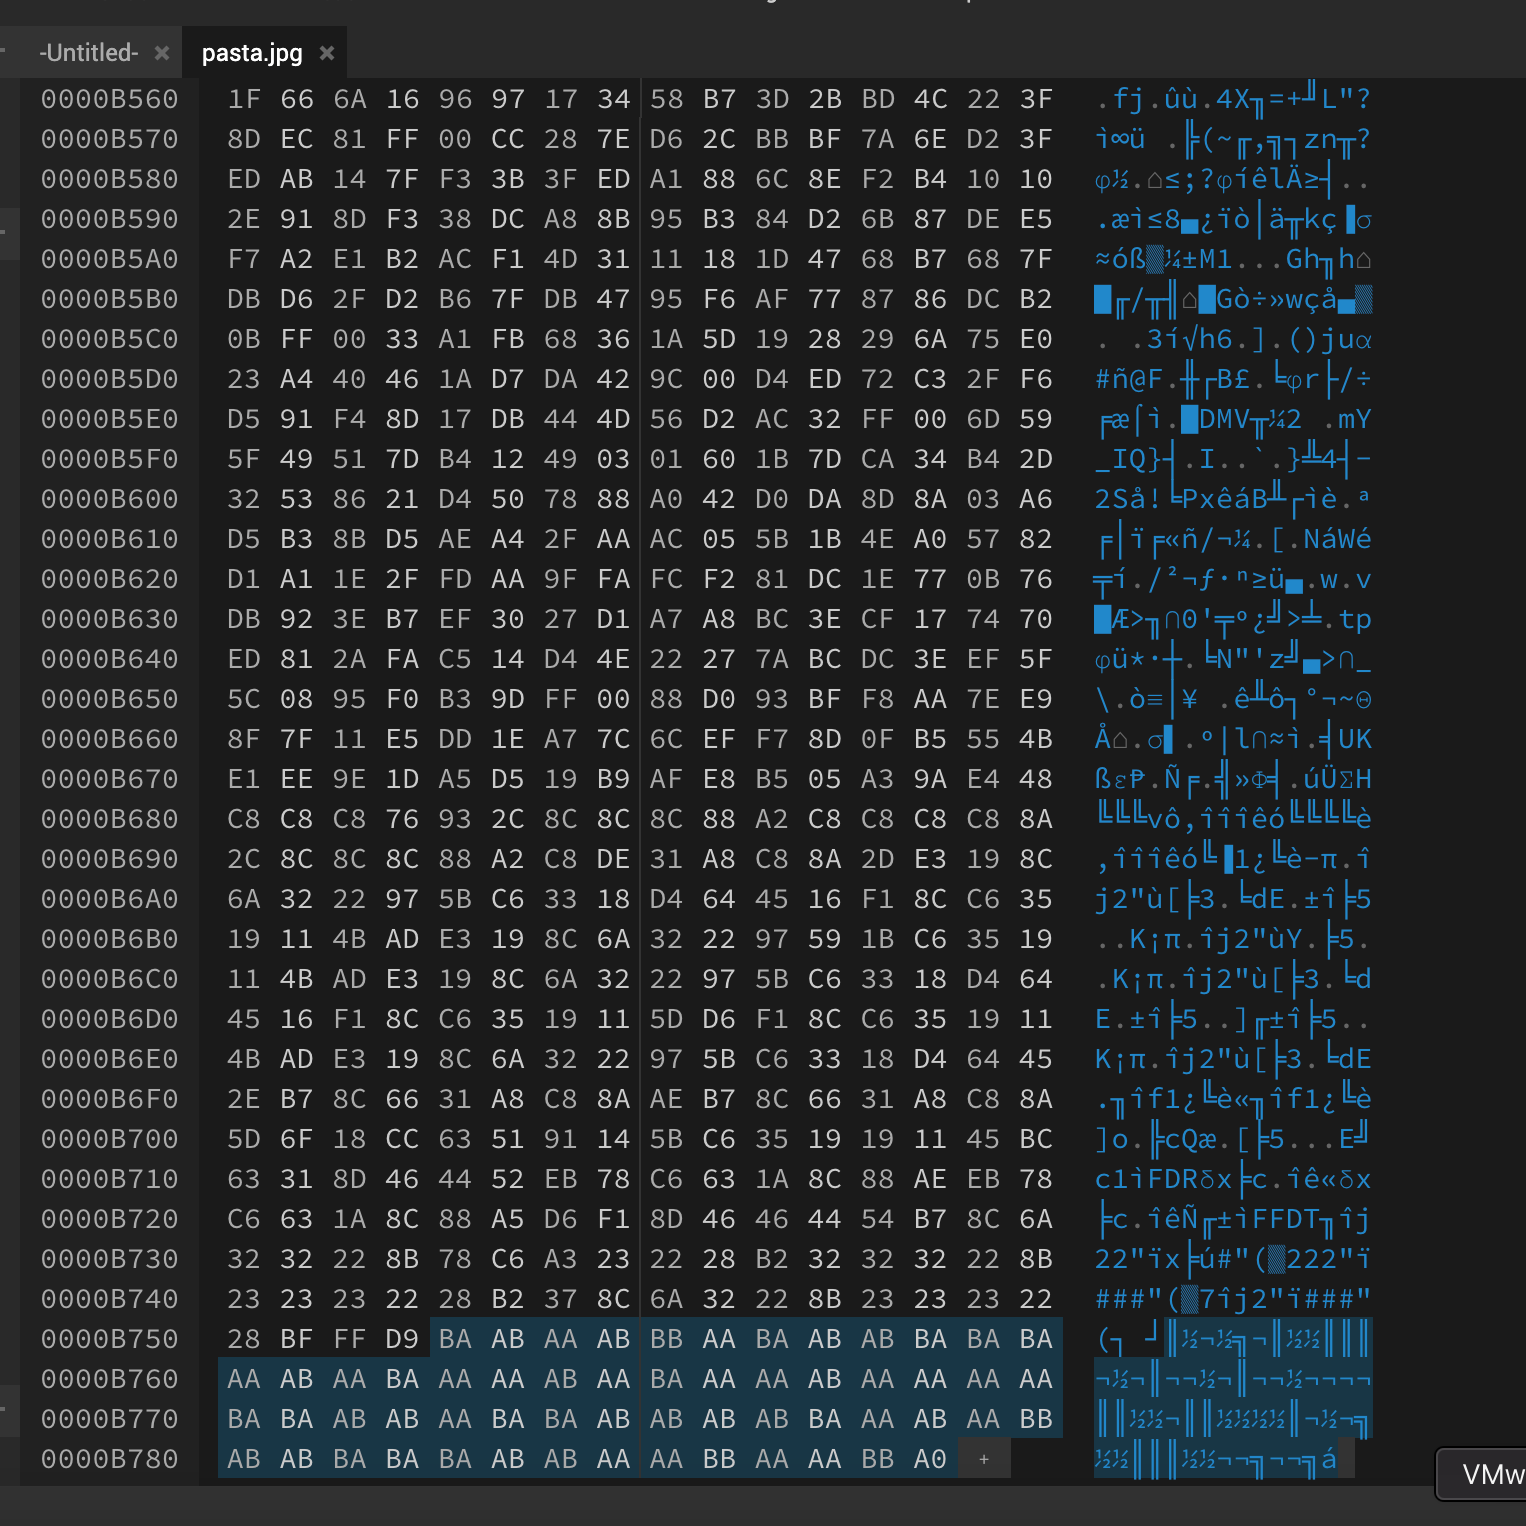 -Untitled- ×
pasta.jpg ×
0000B560 1F 66 6A 16 96 97 17 34 58 B7 3D 2B BD 4C 22 3F .fj.ûù.4X╖=+╜L"?
0000B570 8D EC 81 FF 00 CC 28 7E D6 2C BB BF 7A 6E D2 3F ì∞ü .╠(~╓,╗┐zn╥?
0000B580 ED AB 14 7F F3 3B 3F ED A1 88 6C 8E F2 B4 10 10 φ½.⌂≤;?φíêlÄ≥┤..
0000B590 2E 91 8D F3 38 DC A8 8B 95 B3 84 D2 6B 87 DE E5 .æì≤8▄¿ïò│ä╥kç▐σ
0000B5A0 F7 A2 E1 B2 AC F1 4D 31 11 18 1D 47 68 B7 68 7F ≈óß▓¼±M1...Gh╖h⌂
0000B5B0 DB D6 2F D2 B6 7F DB 47 95 F6 AF 77 87 86 DC B2 █╓/╥╢⌂█Gò÷»wçå▄▓
0000B5C0 0B FF 00 33 A1 FB 68 36 1A 5D 19 28 29 6A 75 E0 . .3í√h6.].()juα
0000B5D0 23 A4 40 46 1A D7 DA 42 9C 00 D4 ED 72 C3 2F F6 #ñ@F.╫┌B£.╘φr├/÷
0000B5E0 D5 91 F4 8D 17 DB 44 4D 56 D2 AC 32 FF 00 6D 59 ╒æ⌠ì.█DMV╥¼2 .mY
0000B5F0 5F 49 51 7D B4 12 49 03 01 60 1B 7D CA 34 B4 2D _IQ}┤.I..`.}╩4┤-
0000B600 32 53 86 21 D4 50 78 88 A0 42 D0 DA 8D 8A 03 A6 2Så!╘PxêáB╨┌ìè.ª
0000B610 D5 B3 8B D5 AE A4 2F AA AC 05 5B 1B 4E A0 57 82 ╒│ï╒«ñ/¬¼.[.NáWé
0000B620 D1 A1 1E 2F FD AA 9F FA FC F2 81 DC 1E 77 0B 76 ╤í./²¬ƒ·ⁿ≥ü▄.w.v
0000B630 DB 92 3E B7 EF 30 27 D1 A7 A8 BC 3E CF 17 74 70 █Æ>╖∩0'╤º¿╝>╧.tp
0000B640 ED 81 2A FA C5 14 D4 4E 22 27 7A BC DC 3E EF 5F φü*·┼.╘N"'z╝▄>∩_
0000B650 5C 08 95 F0 B3 9D FF 00 88 D0 93 BF F8 AA 7E E9 \.ò≡│¥ .ê╨ô┐°¬~Θ
0000B660 8F 7F 11 E5 DD 1E A7 7C 6C EF F7 8D 0F B5 55 4B Å⌂.σ▌.º|l∩≈ì.╡UK
0000B670 E1 EE 9E 1D A5 D5 19 B9 AF E8 B5 05 A3 9A E4 48 ßε₧.Ñ╒.╣»Φ╡.úÜΣH
0000B680 C8 C8 C8 76 93 2C 8C 8C 8C 88 A2 C8 C8 C8 C8 8A ╚╚╚vô,îîîêó╚╚╚╚è
0000B690 2C 8C 8C 8C 88 A2 C8 DE 31 A8 C8 8A 2D E3 19 8C ,îîîêó╚▐1¿╚è-π.î
0000B6A0 6A 32 22 97 5B C6 33 18 D4 64 45 16 F1 8C C6 35 j2"ù[╞3.╘dE.±î╞5
0000B6B0 19 11 4B AD E3 19 8C 6A 32 22 97 59 1B C6 35 19 ..K¡π.îj2"ùY.╞5.
0000B6C0 11 4B AD E3 19 8C 6A 32 22 97 5B C6 33 18 D4 64 .K¡π.îj2"ù[╞3.╘d
0000B6D0 45 16 F1 8C C6 35 19 11 5D D6 F1 8C C6 35 19 11 E.±î╞5..]╓±î╞5..
0000B6E0 4B AD E3 19 8C 6A 32 22 97 5B C6 33 18 D4 64 45 K¡π.îj2"ù[╞3.╘dE
0000B6F0 2E B7 8C 66 31 A8 C8 8A AE B7 8C 66 31 A8 C8 8A .╖îf1¿╚è«╖îf1¿╚è
0000B700 5D 6F 18 CC 63 51 91 14 5B C6 35 19 19 11 45 BC ]o.╠cQæ.[╞5...E╝
0000B710 63 31 8D 46 44 52 EB 78 C6 63 1A 8C 88 AE EB 78 c1ìFDRδx╞c.îê«δx
0000B720 C6 63 1A 8C 88 A5 D6 F1 8D 46 46 44 54 B7 8C 6A ╞c.îêÑ╓±ìFFDT╖îj
0000B730 32 32 22 8B 78 C6 A3 23 22 28 B2 32 32 32 22 8B 22"ïx╞ú#"(▓222"ï
0000B740 23 23 23 22 28 B2 37 8C 6A 32 22 8B 23 23 23 22 ###"(▓7îj2"ï###"
0000B750 28 BF FF D9 BA AB AA AB BB AA BA AB AB BA BA BA (┐ ┘║½¬½╗¬║½½║║║
0000B760 AA AB AA BA AA AA AB AA BA AA AA AB AA AA AA AA ¬½¬║¬¬½¬║¬¬½¬¬¬¬
0000B770 BA BA AB AB AA BA BA AB AB AB AB BA AA AB AA BB ║║½½¬║║½½½½║¬½¬╗
0000B780 AB AB BA BA BA AB AB AA AA BB AA AA BB A0 + ½½║║║½½¬¬╗¬¬╗á
VMw